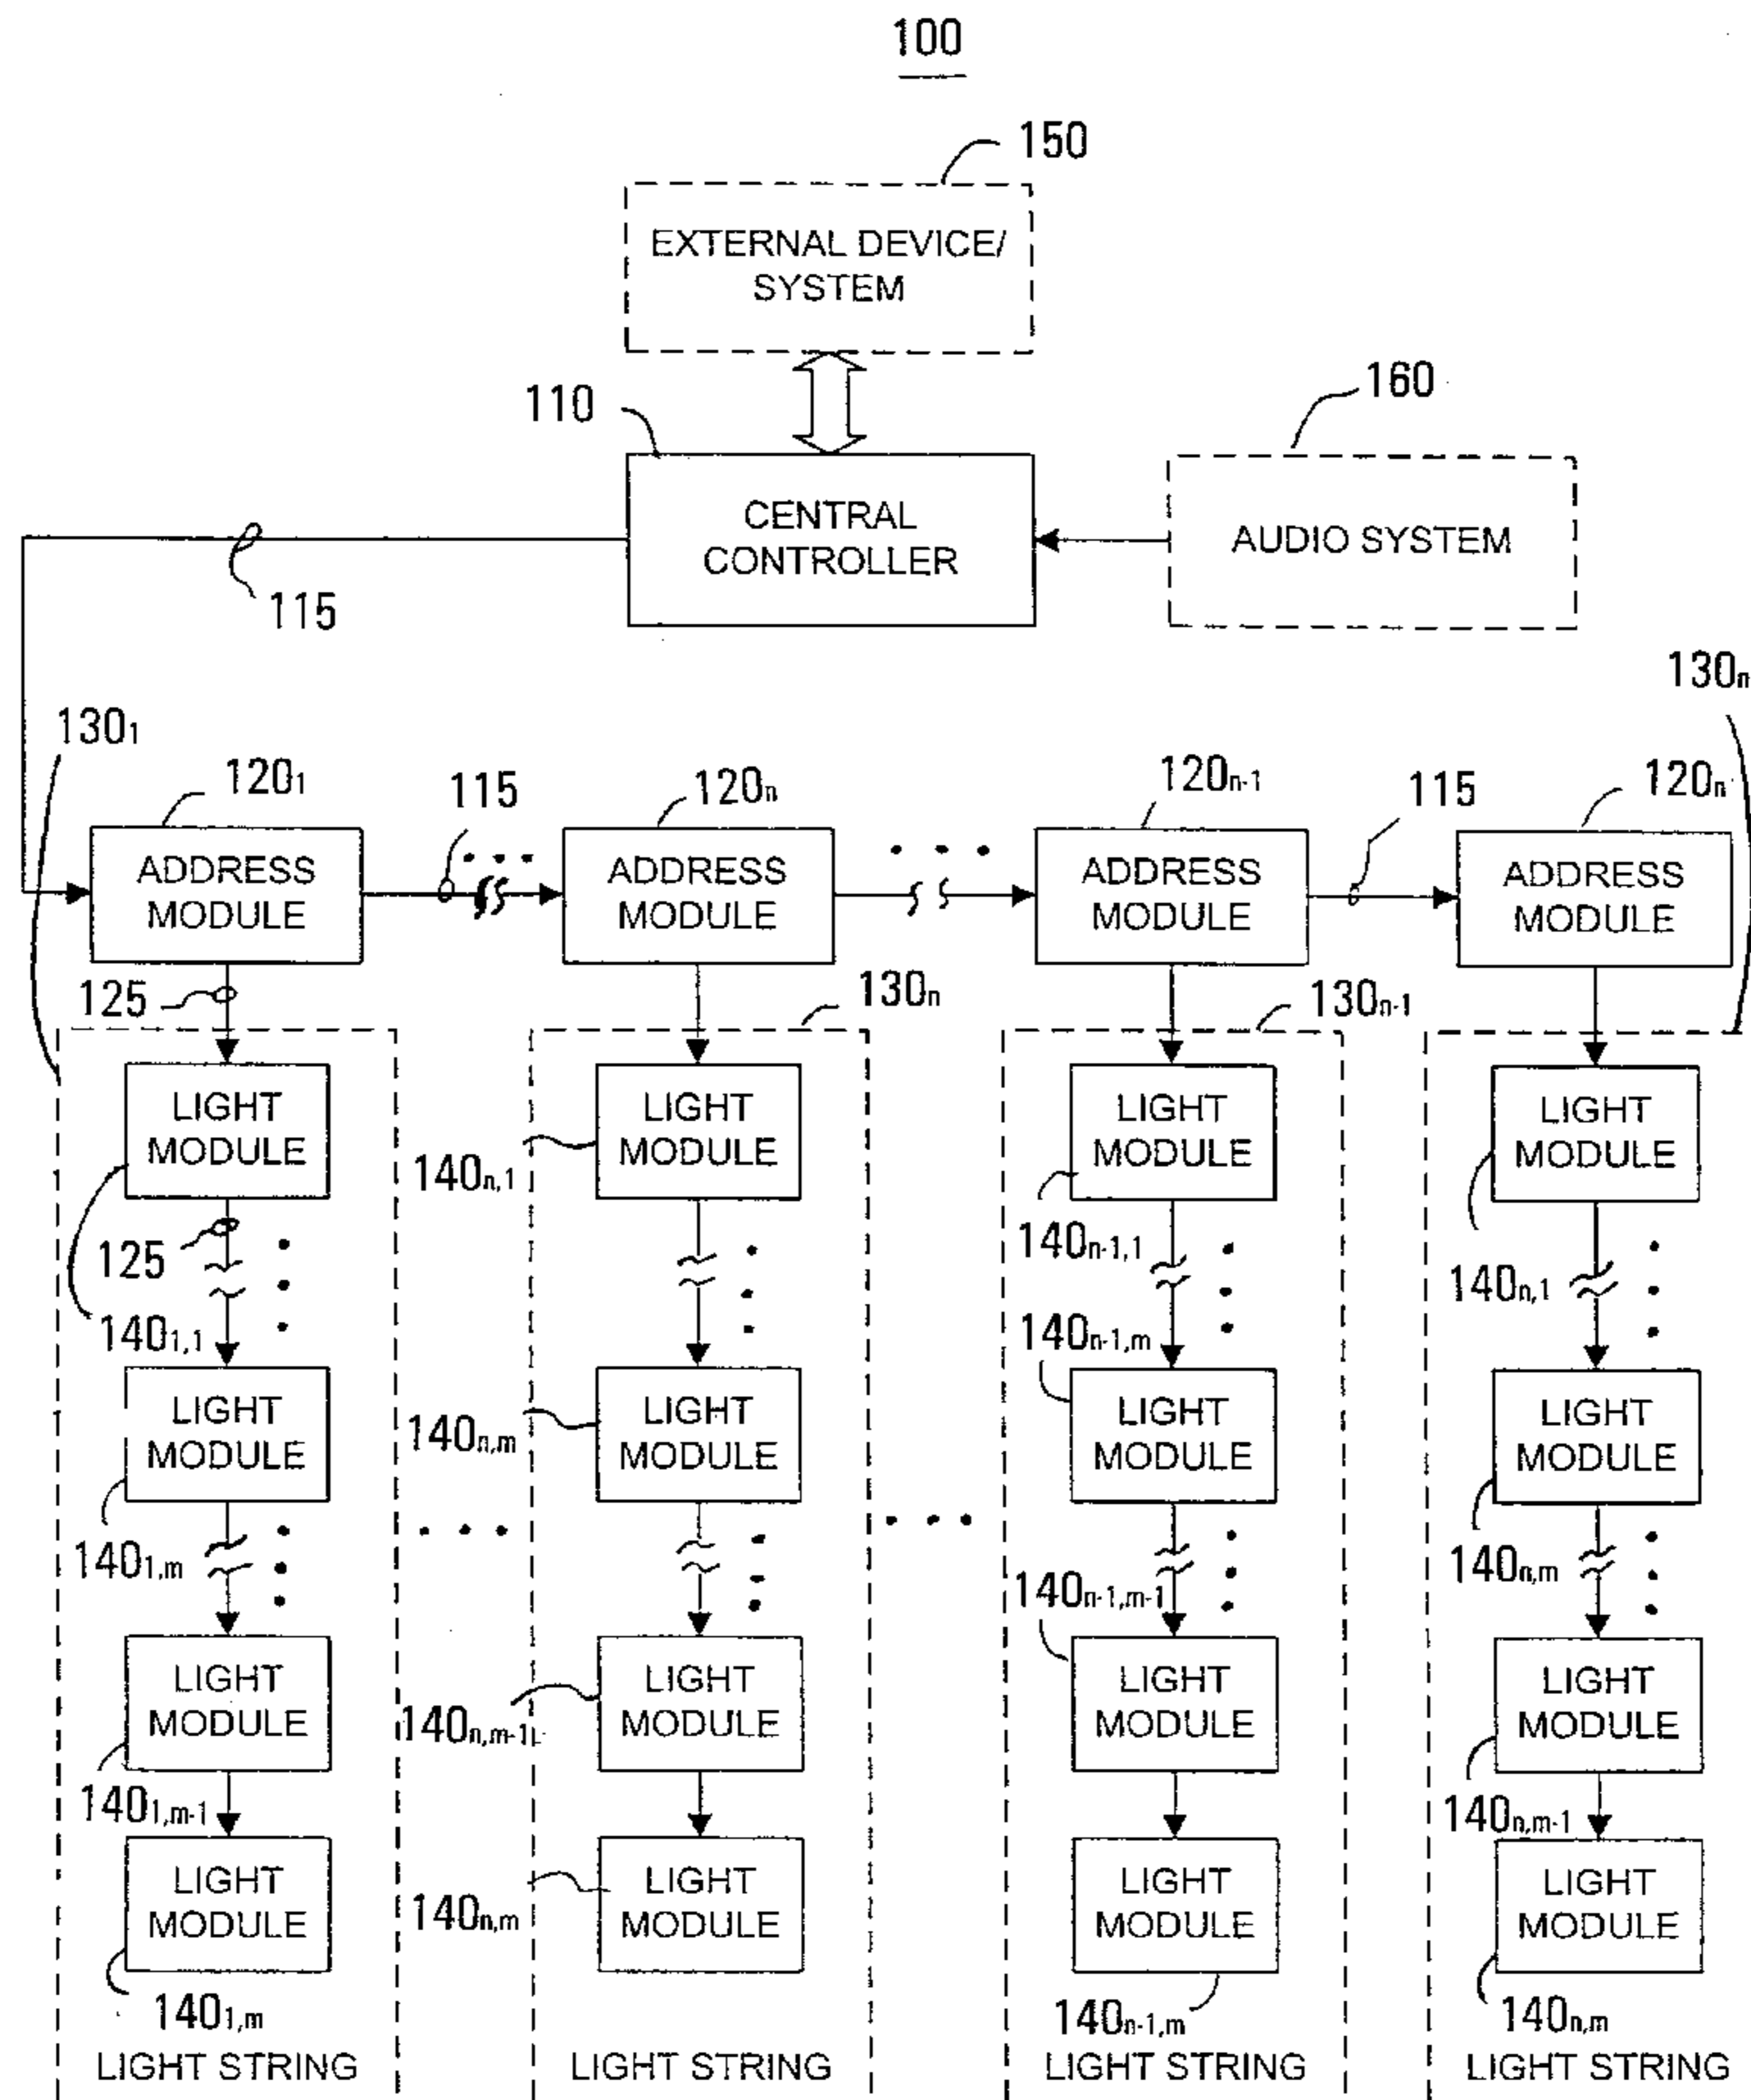 100
150
EXTERNAL DEVICE/
SYSTEM
110
160
CENTRAL
CONTROLLER
AUDIO SYSTEM
115
130n
130₁
120₁
115
120n
120n-1
115
120n
ADDRESS
MODULE
ADDRESS
MODULE
ADDRESS
MODULE
ADDRESS
MODULE
125
130n
130n-1
LIGHT
MODULE
LIGHT
MODULE
LIGHT
MODULE
LIGHT
MODULE
140n,1
125
140n-1,1
140n,1
140₁,₁
140n-1,m
LIGHT
MODULE
LIGHT
MODULE
LIGHT
MODULE
LIGHT
MODULE
140n,m
140₁,m
140n-1,m-1
140n,m
LIGHT
MODULE
LIGHT
MODULE
LIGHT
MODULE
LIGHT
MODULE
140n,m-1
140₁,m-1
140n,m-1
LIGHT
MODULE
LIGHT
MODULE
LIGHT
MODULE
LIGHT
MODULE
140n,m
140₁,m
140n-1,m
140n,m
LIGHT STRING
LIGHT STRING
LIGHT STRING
LIGHT STRING